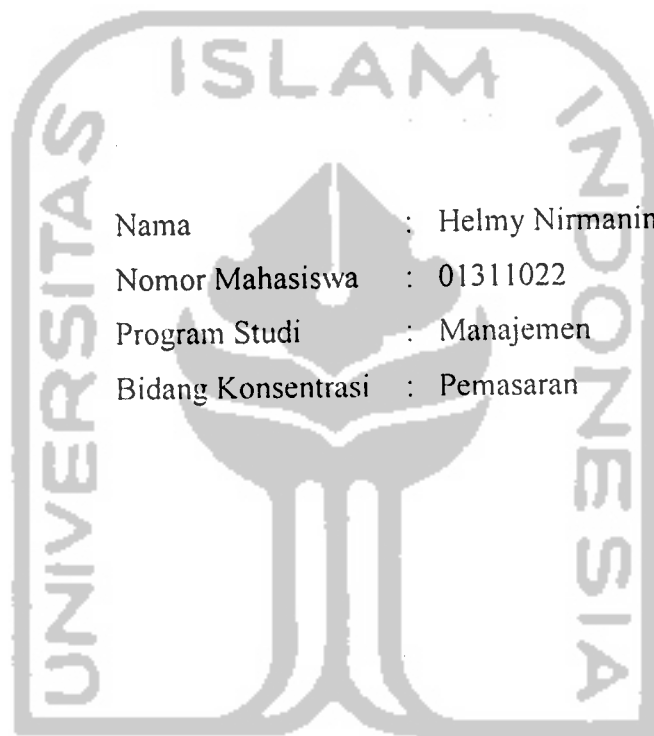 UNIVERSITAS ISLAM INDONESIA
Nama : Helmy Nirmanin
Nomor Mahasiswa : 01311022
Program Studi : Manajemen
Bidang Konsentrasi : Pemasaran